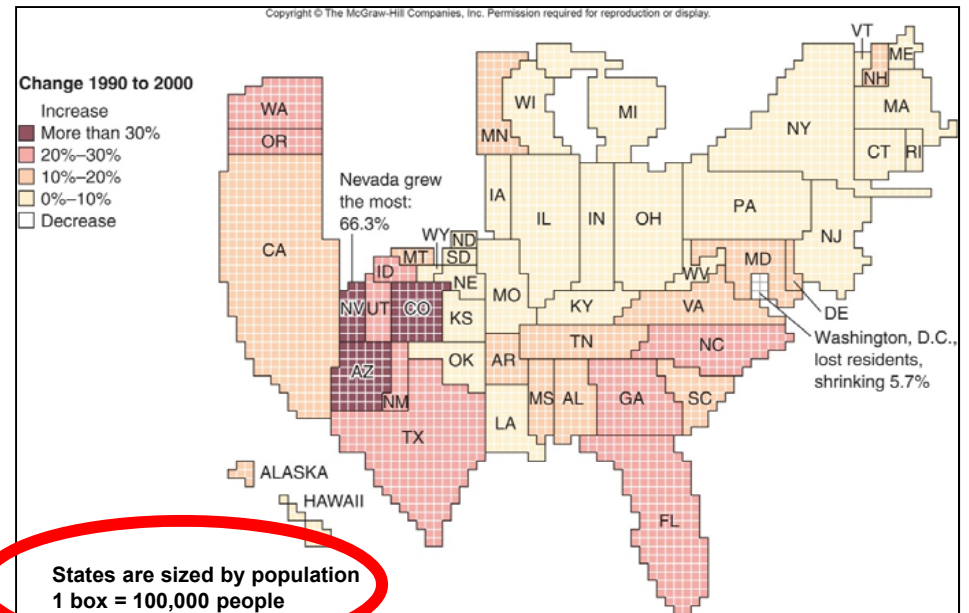 Copyright © The McGraw-Hill Companies, Inc. Permission required for reproduction or display.
Change 1990 to 2000
Increase
More than 30%
20%–30%
10%–20%
0%–10%
Decrease
Nevada grew
the most:
66.3%
WA
OR
CA
NV
ID
UT
AZ
MT
WY
CO
NM
ND
SD
NE
KS
OK
TX
MN
IA
MO
AR
LA
WI
IL
MI
IN
OH
KY
TN
MS
AL
GA
FL
SC
NC
VA
WV
MD
DE
PA
NJ
NY
CT
RI
MA
VT
NH
ME
Washington, D.C.,
lost residents,
shrinking 5.7%
ALASKA
HAWAII
States are sized by population
1 box = 100,000 people